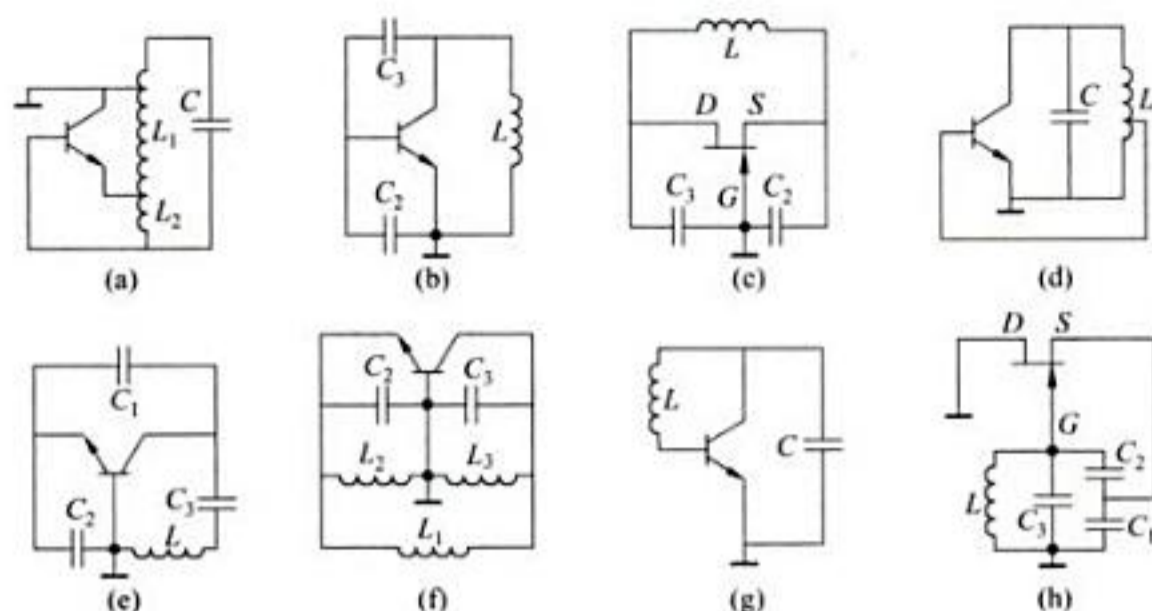 C
L1
L2
(a)
C3
L
C2
(b)
L
D S
C3 G C2
(c)
C L
(d)
C1
C3
C2 L
(e)
C2 C3
L2 L3
L1
(f)
L C
(g)
D S
G
C2
L C3 C1
(h)